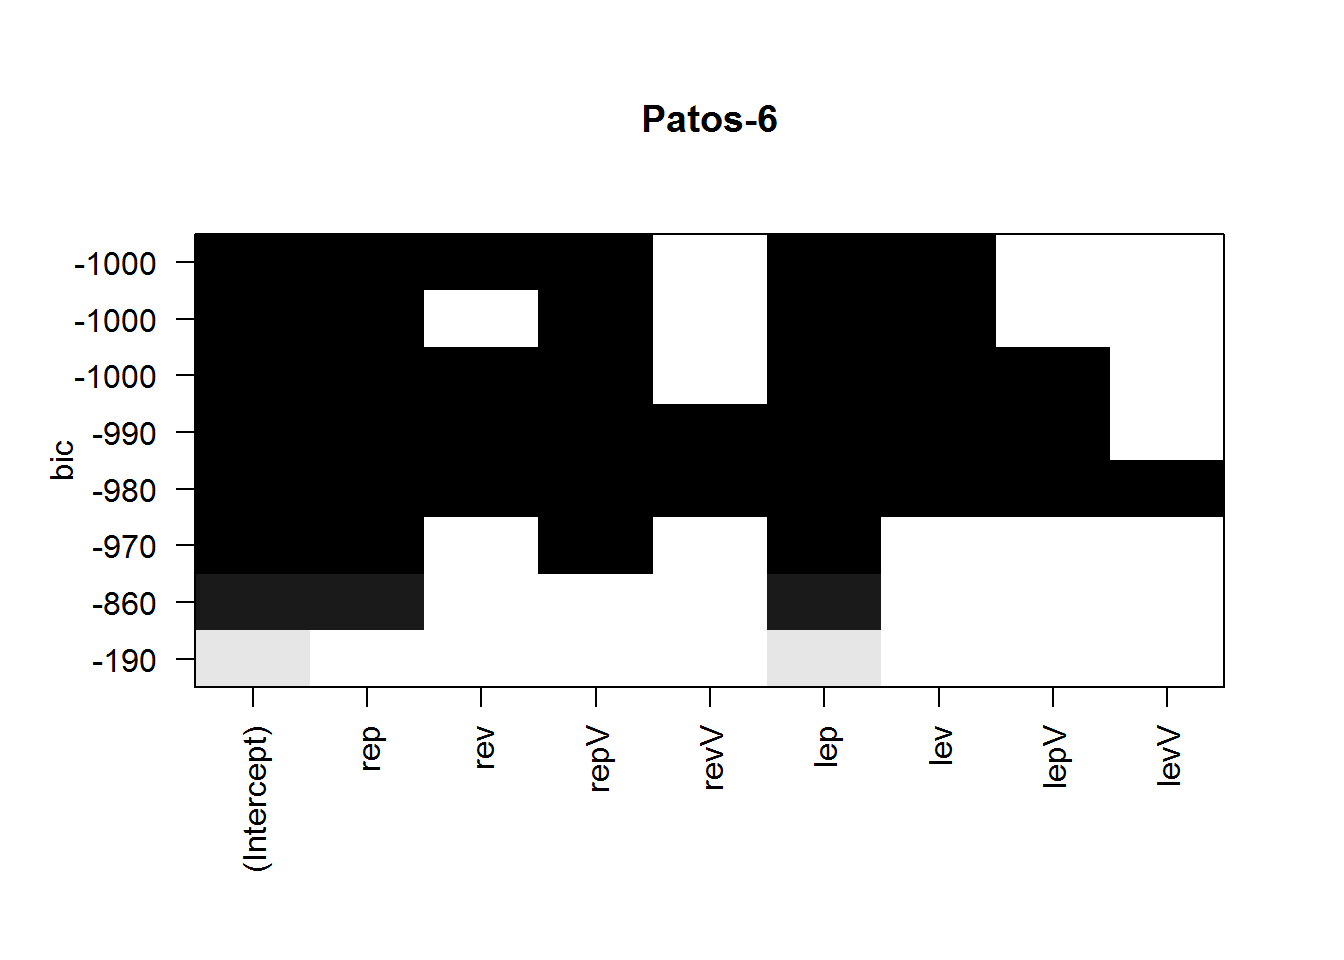 Patos-6
bic
-1000
-1000
-1000
-990
-980
-970
-860
-190
(Intercept)
rep
rev
repV
revV
lep
lev
lepV
levV